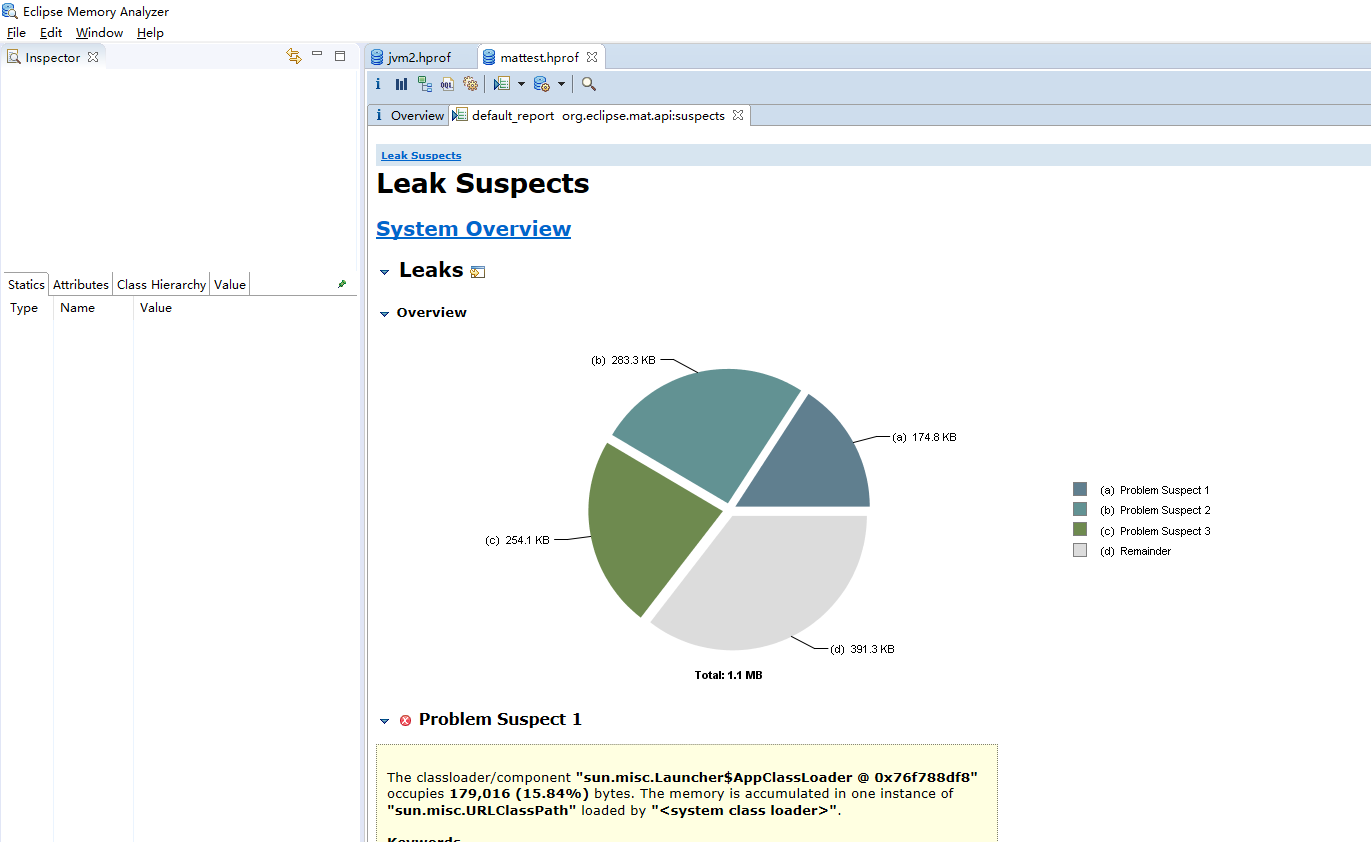 Eclipse Memory Analyzer
File Edit Window Help
Inspector
jvm2.hprof
mattest.hprof
Overview
default_report org.eclipse.mat.api:suspects
Leak Suspects
Leak Suspects
System Overview
Leaks
Overview
(b) 283.3 KB
(a) 174.8 KB
(c) 254.1 KB
(d) 391.3 KB
Total: 1.1 MB
(a) Problem Suspect 1
(b) Problem Suspect 2
(c) Problem Suspect 3
(d) Remainder
Statics Attributes Class Hierarchy Value
Type Name Value
Problem Suspect 1
The classloader/component "sun.misc.Launcher$AppClassLoader @ 0x76f788df8"
occupies 179,016 (15.84%) bytes. The memory is accumulated in one instance of
"sun.misc.URLClassPath" loaded by "<system class loader>".
Keywords